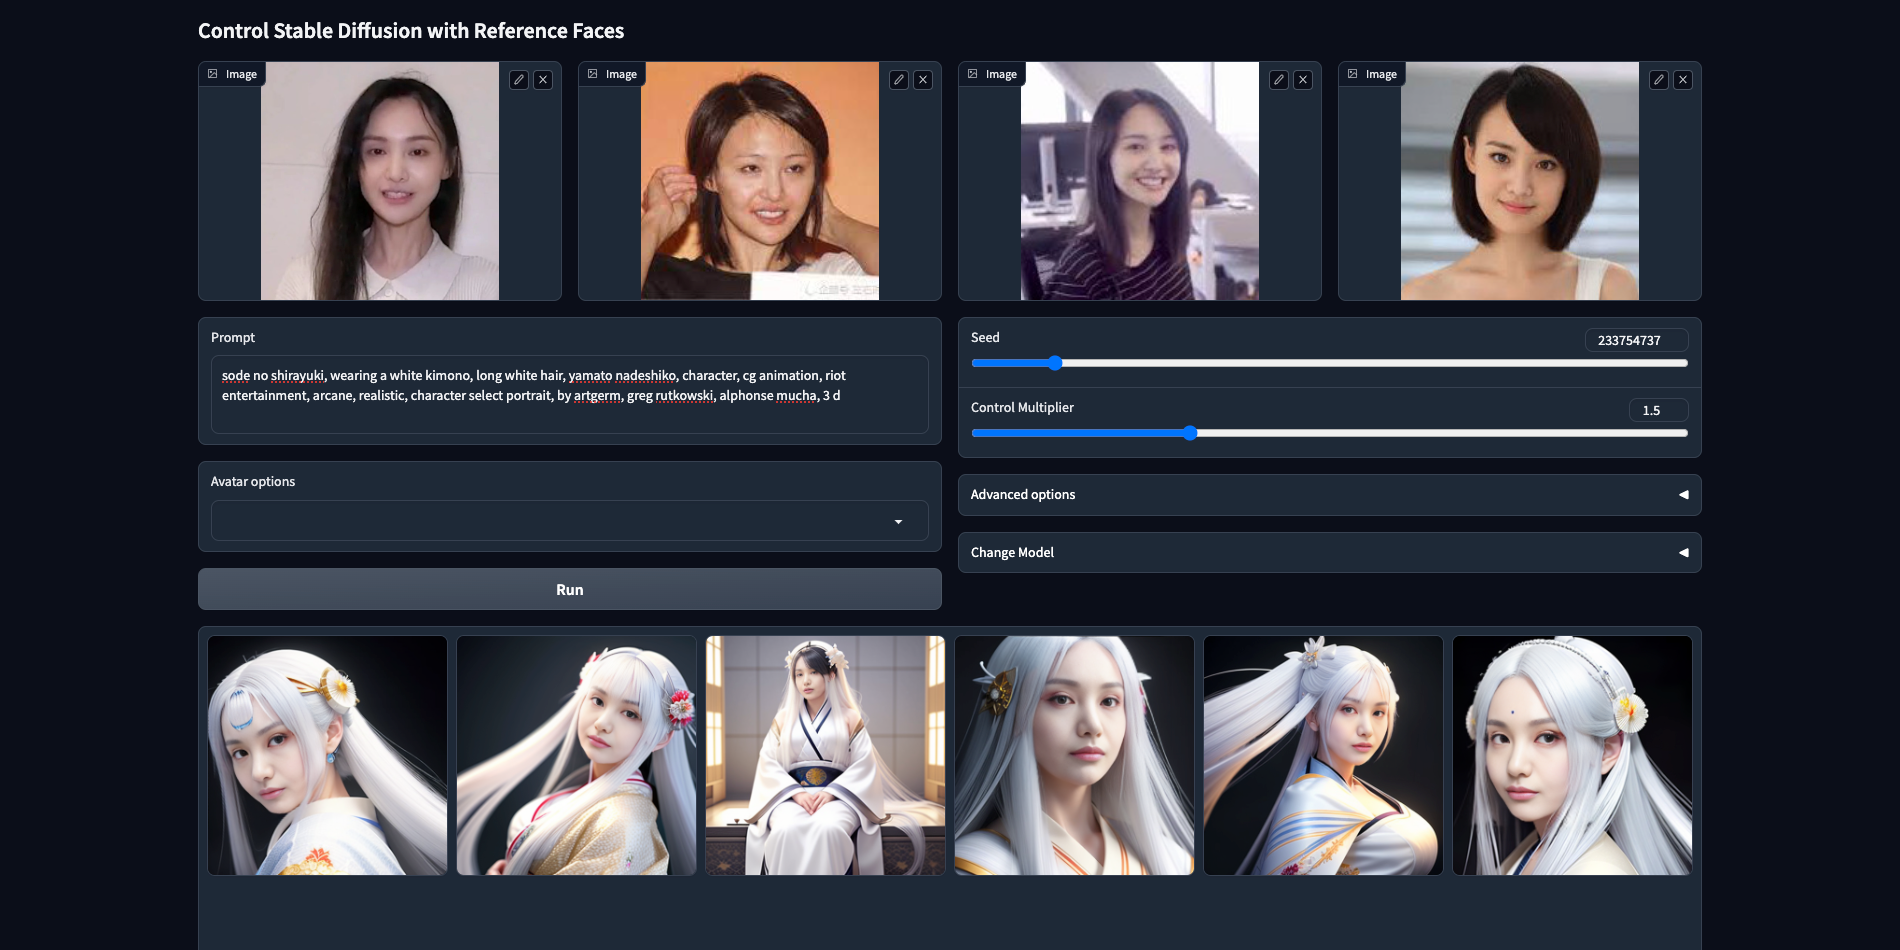 Control Stable Diffusion with Reference Faces
Image
Image
Image
Image
Prompt
sode no shirayuki, wearing a white kimono, long white hair, yamato nadeshiko, character, cg animation, riot
entertainment, arcane, realistic, character select portrait, by artgerm, greg rutkowski, alphonse mucha, 3 d
Seed
233754737
Control Multiplier
1.5
Avatar options
Advanced options
Change Model
Run